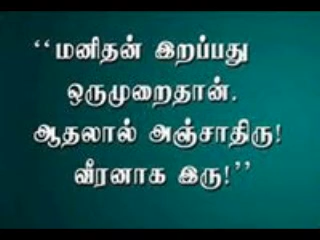 “மனிதன் இறப்பது
ஒருமுறைதான்.
ஆதலால் அஞ்சாதிரு!
வீரனாக இரு!”